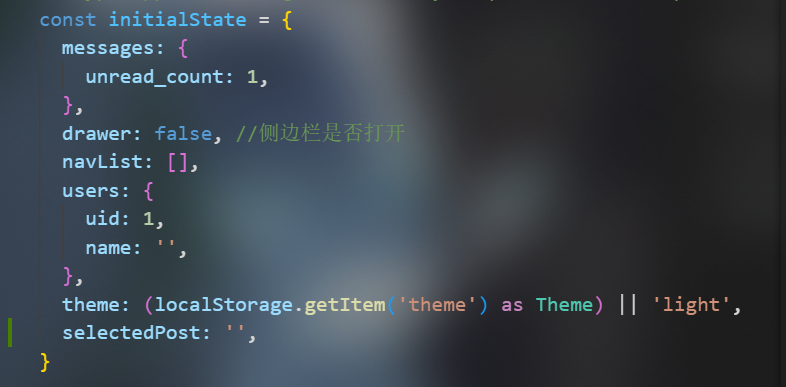 const initialState = {
  messages: {
    unread_count: 1,
  },
  drawer: false, //侧边栏是否打开
  navList: [],
  users: {
    uid: 1,
    name: '',
  },
  theme: (localStorage.getItem('theme') as Theme) || 'light',
  selectedPost: '',
}